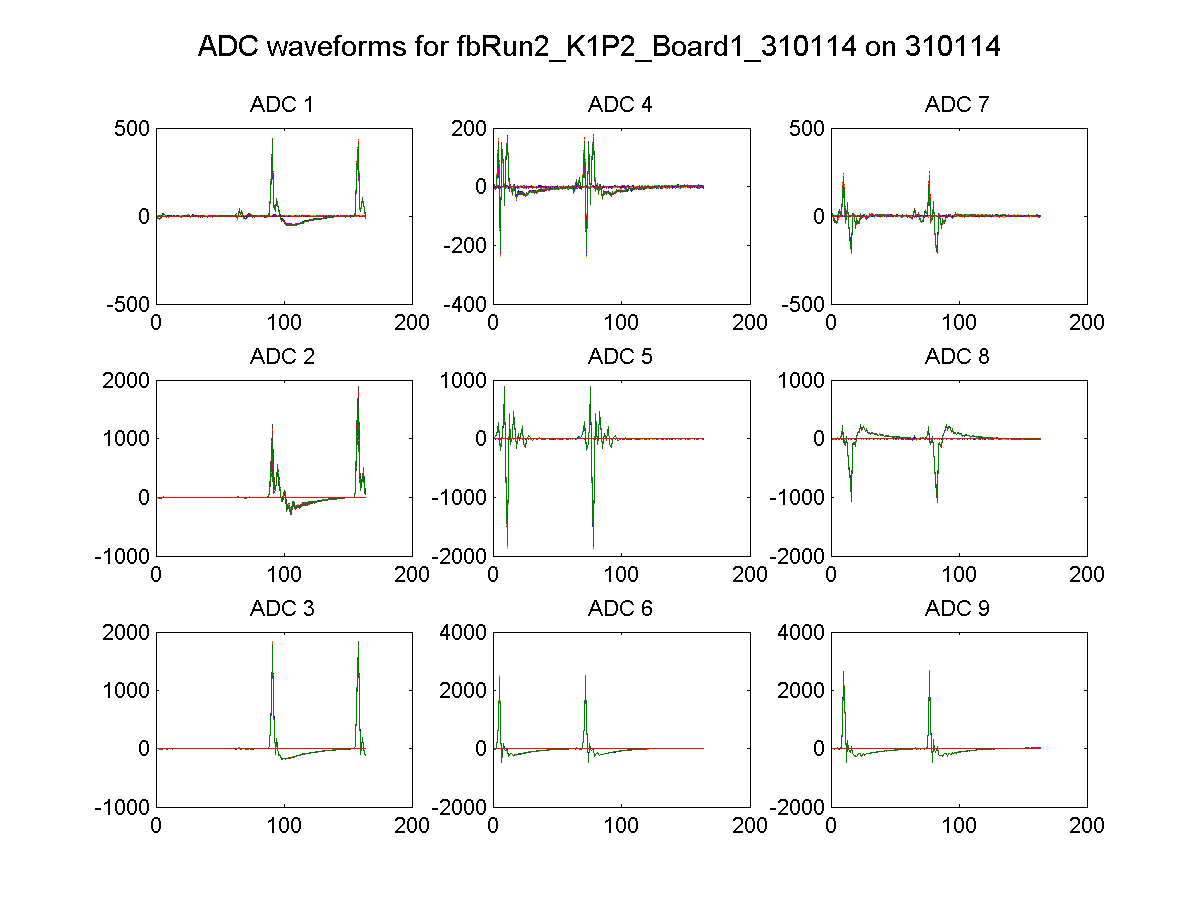 ADC waveforms for fbRun2_K1P2_Board1_310114 on 310114
ADC 1
ADC 4
ADC 7
500
0
-500
0 100 200
200
0
-200
-400
0 100 200
500
0
-500
0 100 200
ADC 2
ADC 5
ADC 8
2000
1000
0
-1000
0 100 200
1000
0
-1000
-2000
0 100 200
1000
0
-1000
-2000
0 100 200
ADC 3
ADC 6
ADC 9
2000
1000
0
-1000
0 100 200
4000
2000
0
-2000
0 100 200
4000
2000
0
-2000
0 100 200